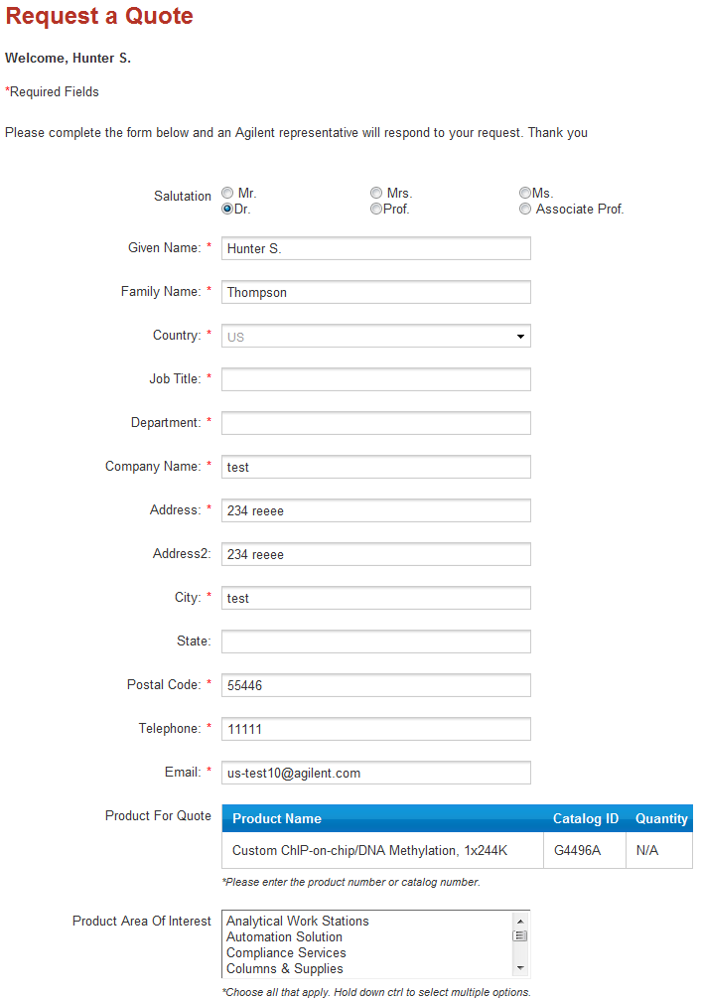 Request a Quote
Welcome, Hunter S.
*Required Fields
Please complete the form below and an Agilent representative will respond to your request. Thank you
Salutation Mr. Mrs. Ms.
Dr. Prof. Associate Prof.
Given Name: * Hunter S.
Family Name: * Thompson
Country: * US
Job Title: *
Department: *
Company Name: * test
Address: * 234 reeee
Address2: 234 reeee
City: * test
State:
Postal Code: * 55446
Telephone: * 11111
Email: * us-test10@agilent.com
Product For Quote Product Name Catalog ID Quantity
Custom ChIP-on-chip/DNA Methylation, 1x244K G4496A N/A
*Please enter the product number or catalog number.
Product Area Of Interest Analytical Work Stations
Automation Solution
Compliance Services
Columns & Supplies
*Choose all that apply. Hold down ctrl to select multiple options.